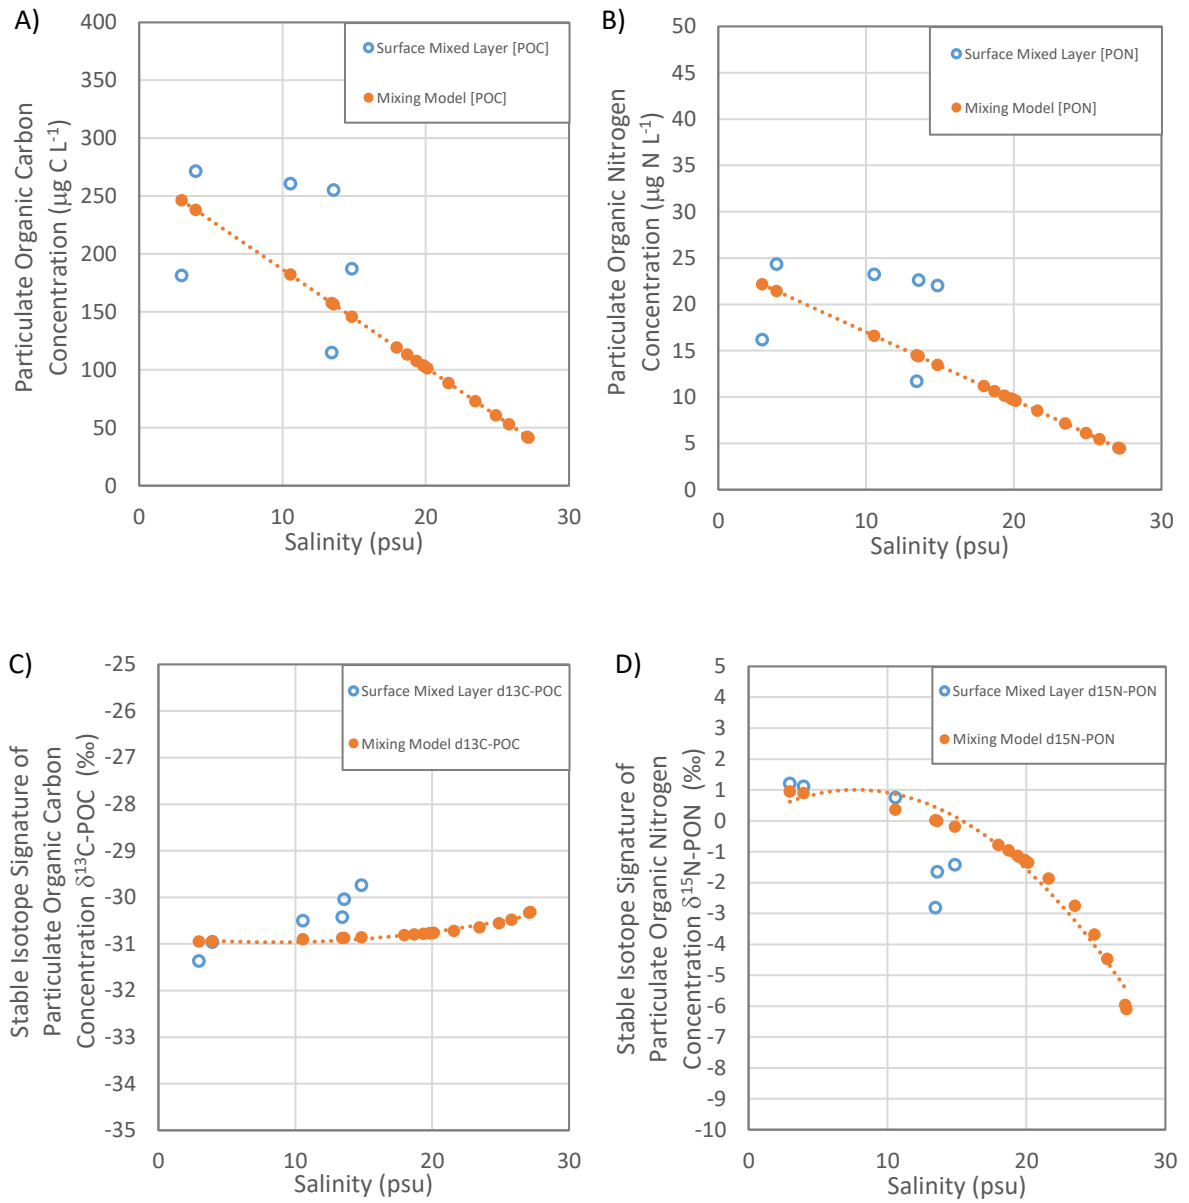 A)
400
350
300
250
200
150
100
50
0
Particulate Organic Carbon
Concentration (µg C L-1)
Surface Mixed Layer [POC]
Mixing Model [POC]
0 10 20 30
Salinity (psu)
B)
50
45
40
35
30
25
20
15
10
5
0
Particulate Organic Nitrogen
Concentration (µg N L-1)
Surface Mixed Layer [PON]
Mixing Model [PON]
0 10 20 30
Salinity (psu)
C)
-25
-26
-27
-28
-29
-30
-31
-32
-33
-34
-35
Stable Isotope Signature of
Particulate Organic Carbon
Concentration δ13C-POC (‰)
Surface Mixed Layer d13C-POC
Mixing Model d13C-POC
0 10 20 30
Salinity (psu)
D)
5
4
3
2
1
0
-1
-2
-3
-4
-5
-6
-7
-8
-9
-10
Stable Isotope Signature of
Particulate Organic Nitrogen
Concentration δ15N-PON (‰)
Surface Mixed Layer d15N-PON
Mixing Model d15N-PON
0 10 20 30
Salinity (psu)